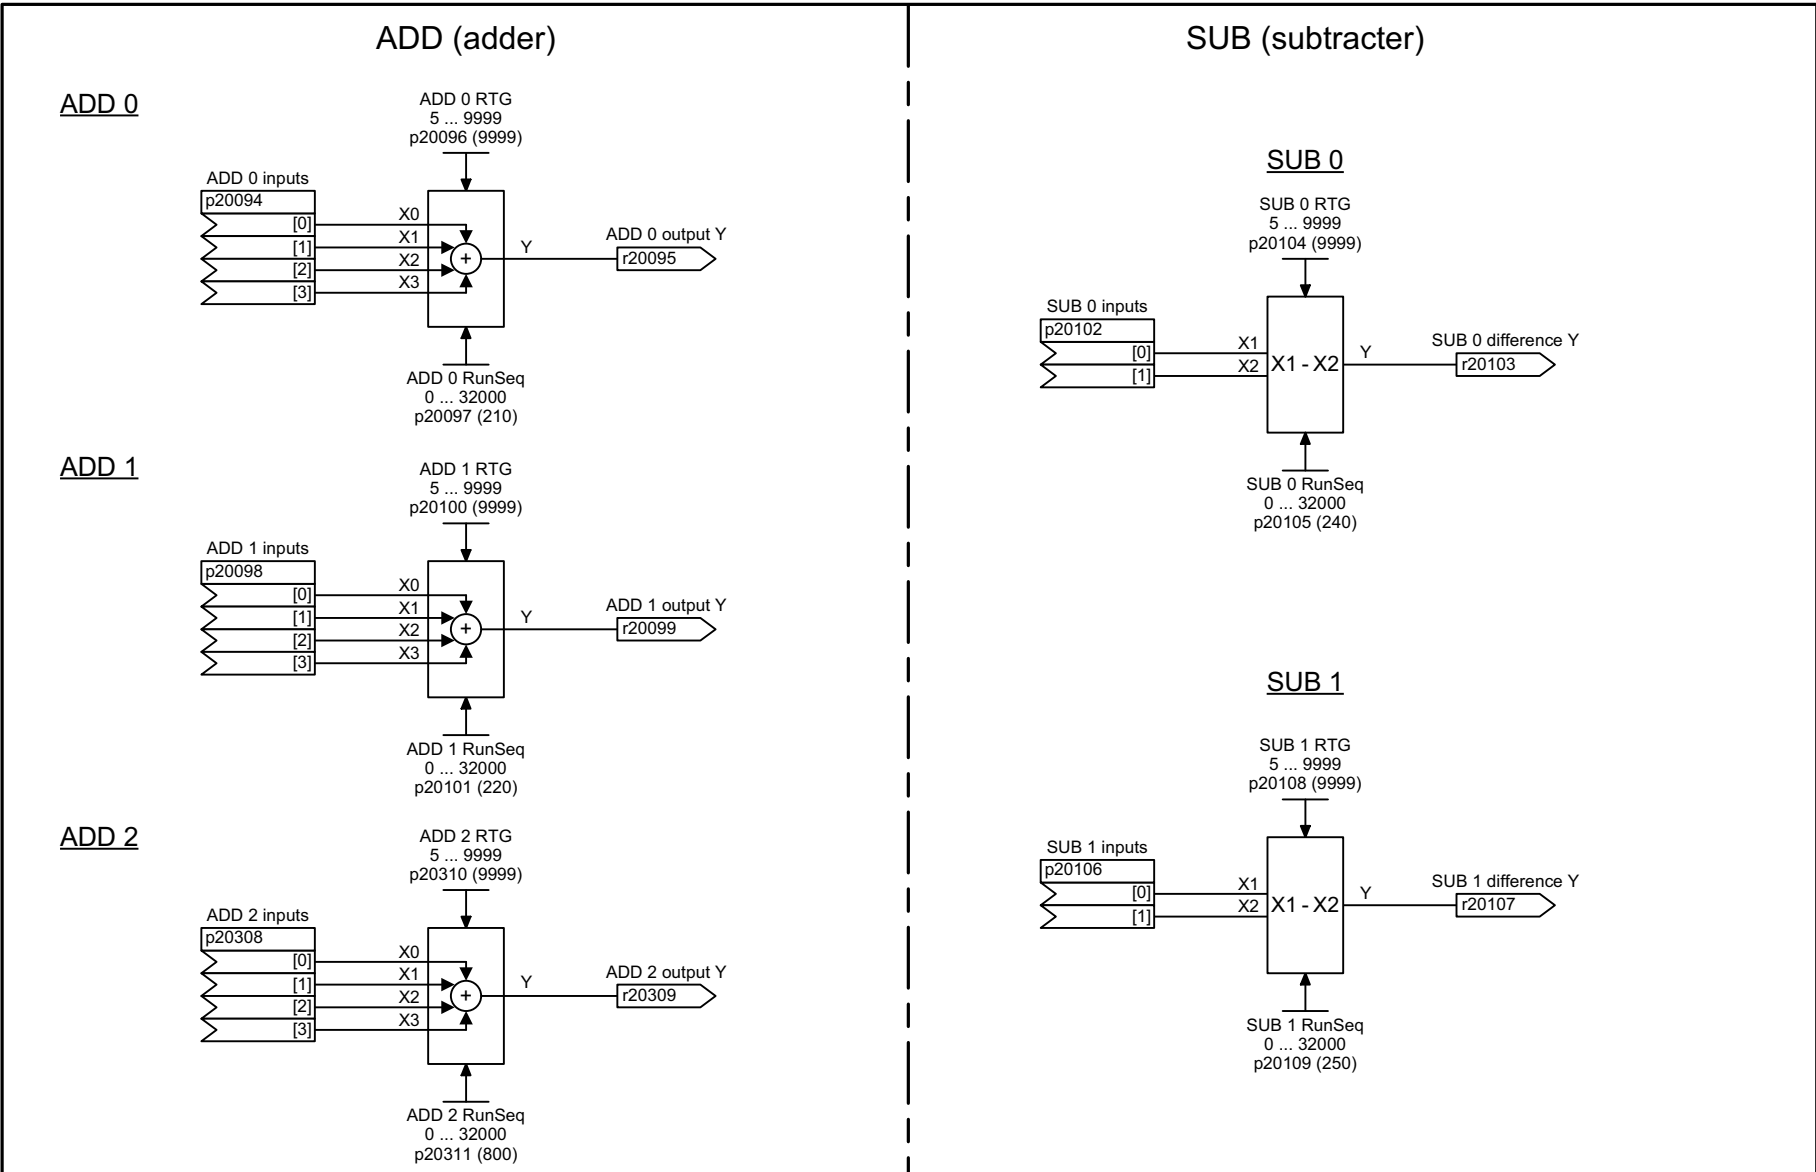 ADD (adder)
ADD 0
ADD 0 RTG
5 ... 9999
p20096 (9999)
ADD 0 inputs
p20094
[0]
[1]
[2]
[3]
X0
X1
X2
X3
+
Y
ADD 0 output Y
r20095
ADD 0 RunSeq
0 ... 32000
p20097 (210)
ADD 1
ADD 1 RTG
5 ... 9999
p20100 (9999)
ADD 1 inputs
p20098
[0]
[1]
[2]
[3]
X0
X1
X2
X3
+
Y
ADD 1 output Y
r20099
ADD 1 RunSeq
0 ... 32000
p20101 (220)
ADD 2
ADD 2 RTG
5 ... 9999
p20310 (9999)
ADD 2 inputs
p20308
[0]
[1]
[2]
[3]
X0
X1
X2
X3
+
Y
ADD 2 output Y
r20309
ADD 2 RunSeq
0 ... 32000
p20311 (800)
SUB (subtracter)
SUB 0
SUB 0 RTG
5 ... 9999
p20104 (9999)
SUB 0 inputs
p20102
[0]
[1]
X1
X2
X1 - X2
Y
SUB 0 difference Y
r20103
SUB 0 RunSeq
0 ... 32000
p20105 (240)
SUB 1
SUB 1 RTG
5 ... 9999
p20108 (9999)
SUB 1 inputs
p20106
[0]
[1]
X1
X2
X1 - X2
Y
SUB 1 difference Y
r20107
SUB 1 RunSeq
0 ... 32000
p20109 (250)